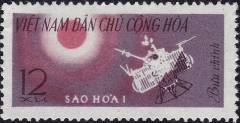 VIỆT NAM DÂN CHỦ CỘNG HÒA
12
XU
SAO HỎA I
Bưu chính